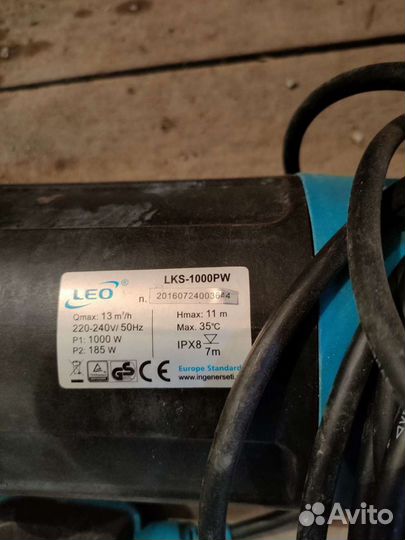 LEO®
LKS-1000PW
n. 20160724003644
Qmax: 13 m³/h
Hmax: 11 m
220-240V/ 50Hz
Max. 35°C
P1: 1000 W
P2: 185 W
IPX8
7m
CE
Europe Standard
www.ingenerseti.
Avito